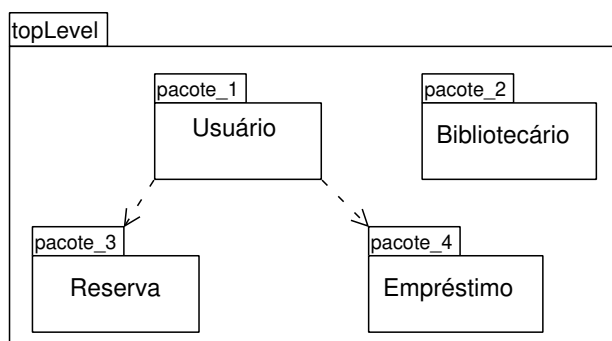 topLevel
pacote_1
Usuário
pacote_2
Bibliotecário
pacote_3
Reserva
pacote_4
Empréstimo